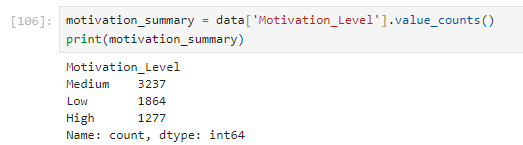 [106]: motivation_summary = data['Motivation_Level'].value_counts()
print(motivation_summary)
Motivation_Level
Medium    3237
Low       1864
High      1277
Name: count, dtype: int64